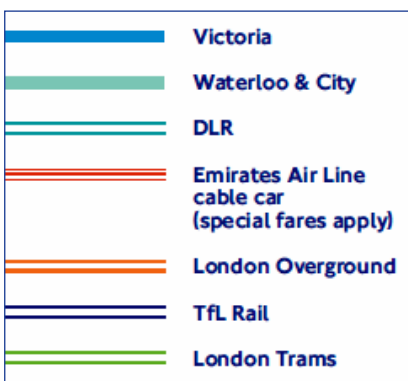 Victoria
Waterloo & City
DLR
Emirates Air Line
cable car
(special fares apply)
London Overground
TfL Rail
London Trams